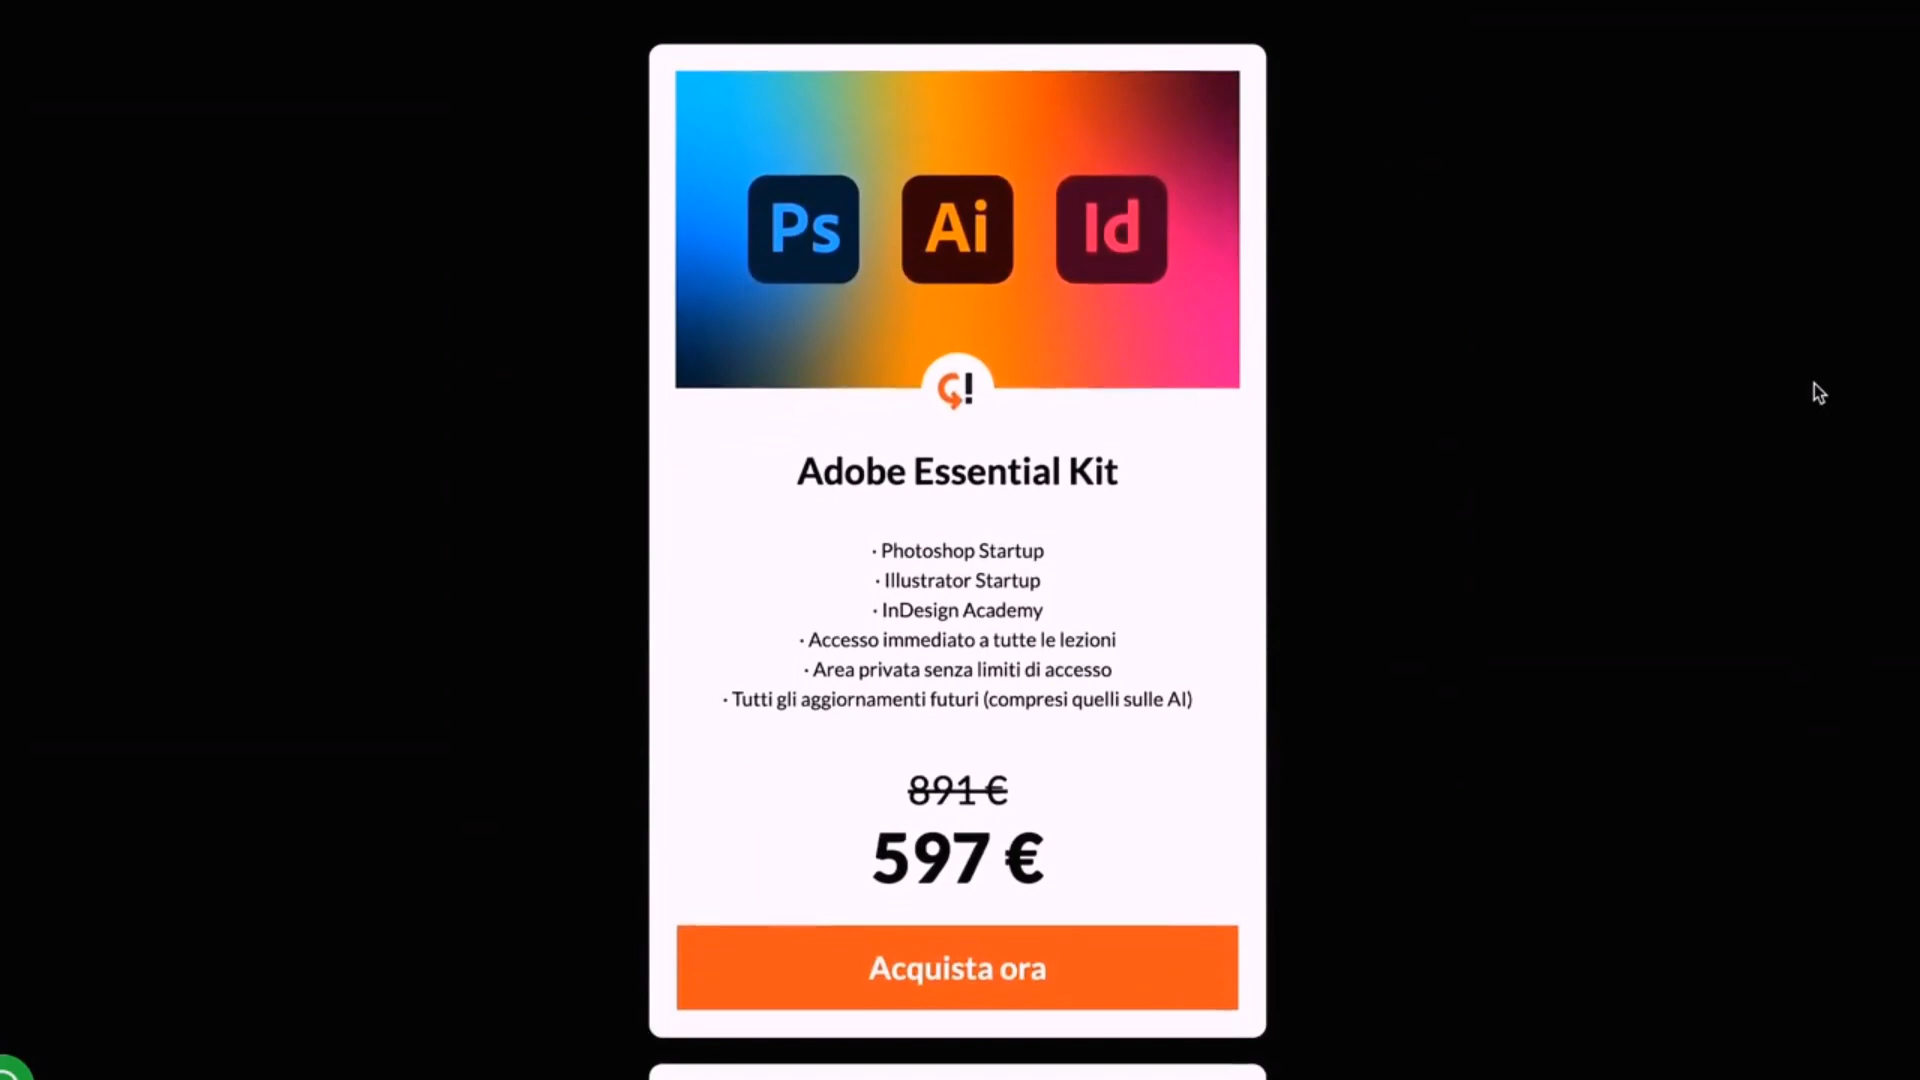 Ps Ai Id
Adobe Essential Kit
· Photoshop Startup
· Illustrator Startup
· InDesign Academy
· Accesso immediato a tutte le lezioni
· Area privata senza limiti di accesso
· Tutti gli aggiornamenti futuri (compresi quelli sulle AI)
891 €
597 €
Acquista ora